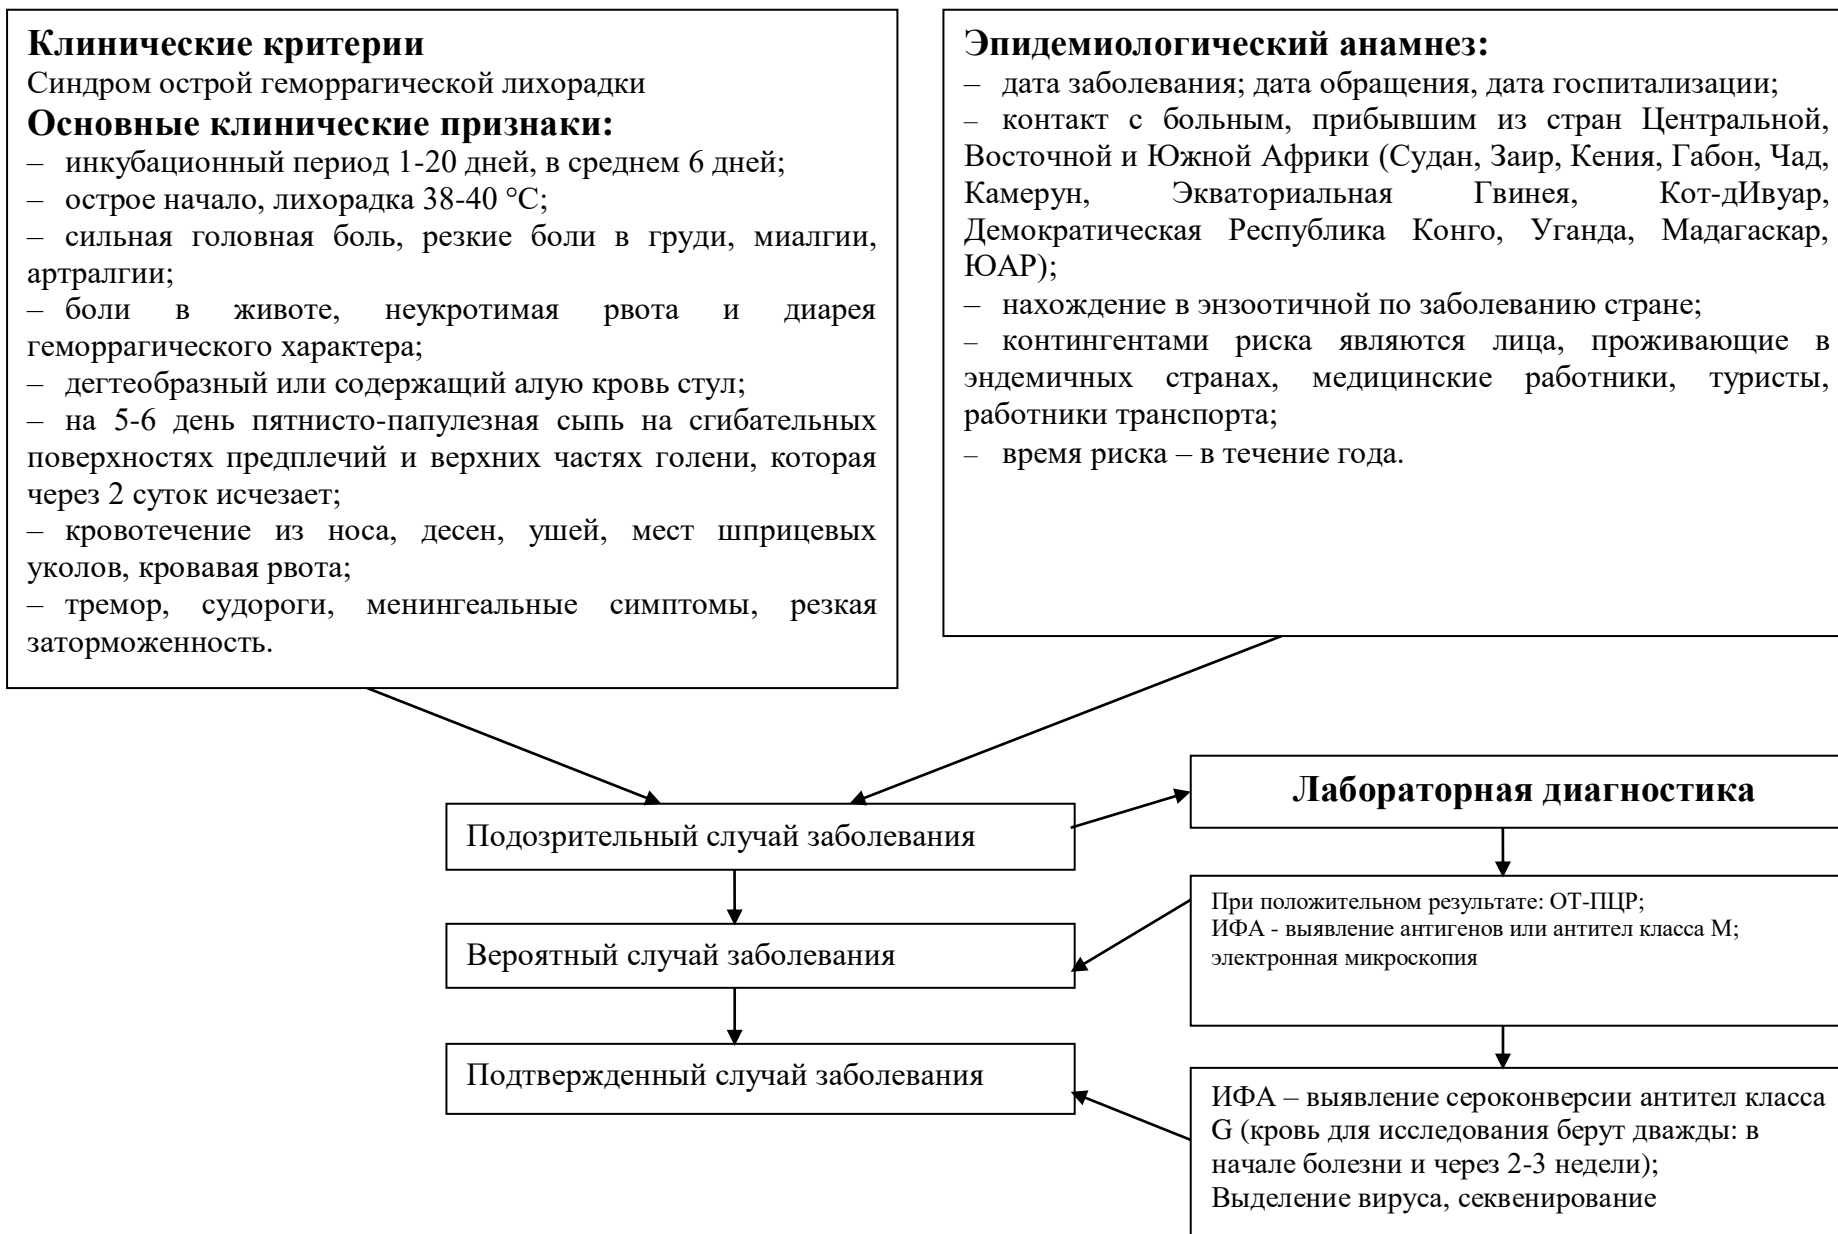 Клинические критерии
Синдром острой геморрагической лихорадки
Основные клинические признаки:
– инкубационный период 1-20 дней, в среднем 6 дней;
– острое начало, лихорадка 38-40 °С;
– сильная головная боль, резкие боли в груди, миалгии,
артралгии;
– боли в животе, неукротимая рвота и диарея
геморрагического характера;
– дегтеобразный или содержащий алую кровь стул;
– на 5-6 день пятнисто-папулезная сыпь на сгибательных
поверхностях предплечий и верхних частях голени, которая
через 2 суток исчезает;
– кровотечение из носа, десен, ушей, мест шприцевых
уколов, кровавая рвота;
– тремор, судороги, менингеальные симптомы, резкая
заторможенность.
Эпидемиологический анамнез:
– дата заболевания; дата обращения, дата госпитализации;
– контакт с больным, прибывшим из стран Центральной,
Восточной и Южной Африки (Судан, Заир, Кения, Габон, Чад,
Камерун, Экваториальная Гвинея, Кот-дИвуар,
Демократическая Республика Конго, Уганда, Мадагаскар,
ЮАР);
– нахождение в энзоотичной по заболеванию стране;
– контингентами риска являются лица, проживающие в
эндемичных странах, медицинские работники, туристы,
работники транспорта;
– время риска – в течение года.
Подозрительный случай заболевания
Вероятный случай заболевания
Подтвержденный случай заболевания
Лабораторная диагностика
При положительном результате: ОТ-ПЦР;
ИФА - выявление антигенов или антител класса М;
электронная микроскопия
ИФА – выявление сероконверсии антител класса
G (кровь для исследования берут дважды: в
начале болезни и через 2-3 недели);
Выделение вируса, секвенирование